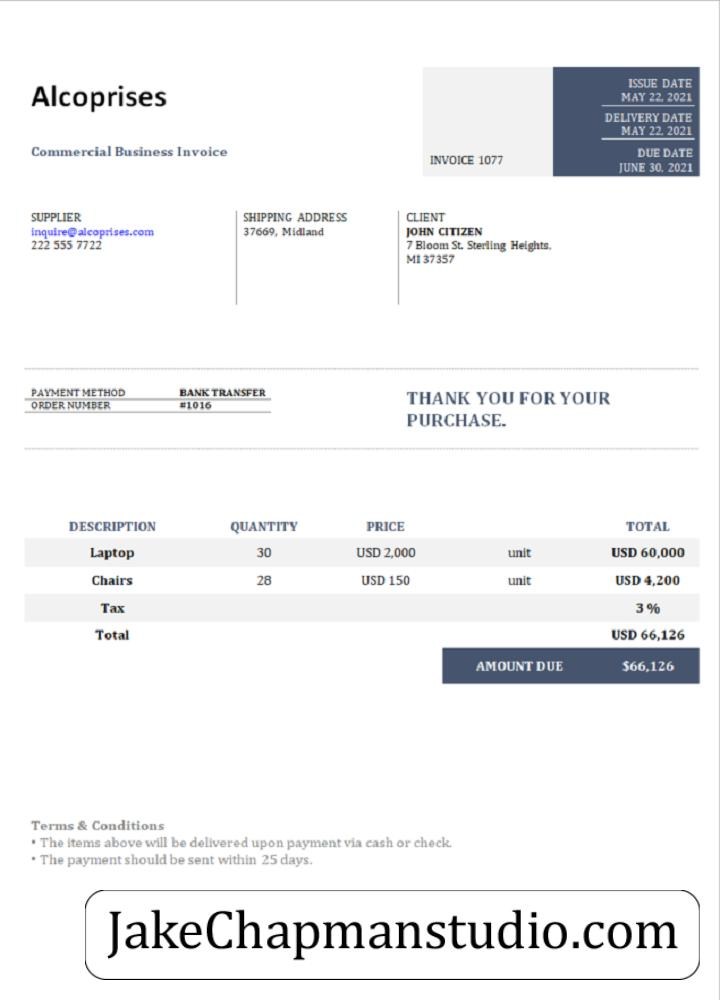 Alcoprises
Commercial Business Invoice
INVOICE 1077
ISSUE DATE
MAY 22, 2021
DELIVERY DATE
MAY 22, 2021
DUE DATE
JUNE 30, 2021
SUPPLIER
inquire@alcoprises.com
222 555 7722
SHIPPING ADDRESS
37669, Midland
CLIENT
JOHN CITIZEN
7 Bloom St. Sterling Heights,
MI 37357
PAYMENT METHOD BANK TRANSFER
ORDER NUMBER #1016
THANK YOU FOR YOUR
PURCHASE.
DESCRIPTION QUANTITY PRICE TOTAL
Laptop 30 USD 2,000 unit USD 60,000
Chairs 28 USD 150 unit USD 4,200
Tax 3 %
Total USD 66,126
AMOUNT DUE $66,126
Terms & Conditions
• The items above will be delivered upon payment via cash or check.
• The payment should be sent within 25 days.
JakeChapmanstudio.com